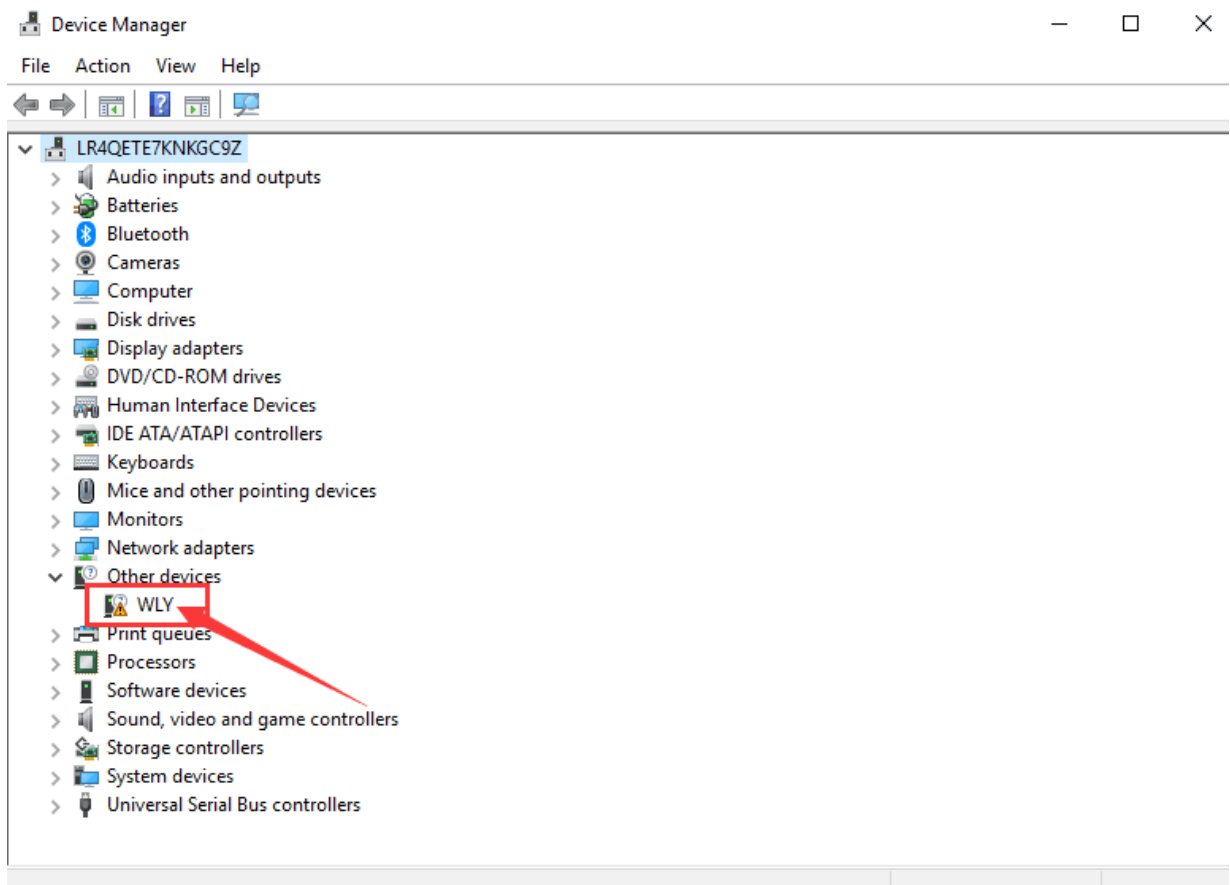 Device Manager
File Action View Help
LR4QETE7KNKGC9Z
Audio inputs and outputs
Batteries
Bluetooth
Cameras
Computer
Disk drives
Display adapters
DVD/CD-ROM drives
Human Interface Devices
IDE ATA/ATAPI controllers
Keyboards
Mice and other pointing devices
Monitors
Network adapters
Other devices
WLY
Print queues
Processors
Software devices
Sound, video and game controllers
Storage controllers
System devices
Universal Serial Bus controllers